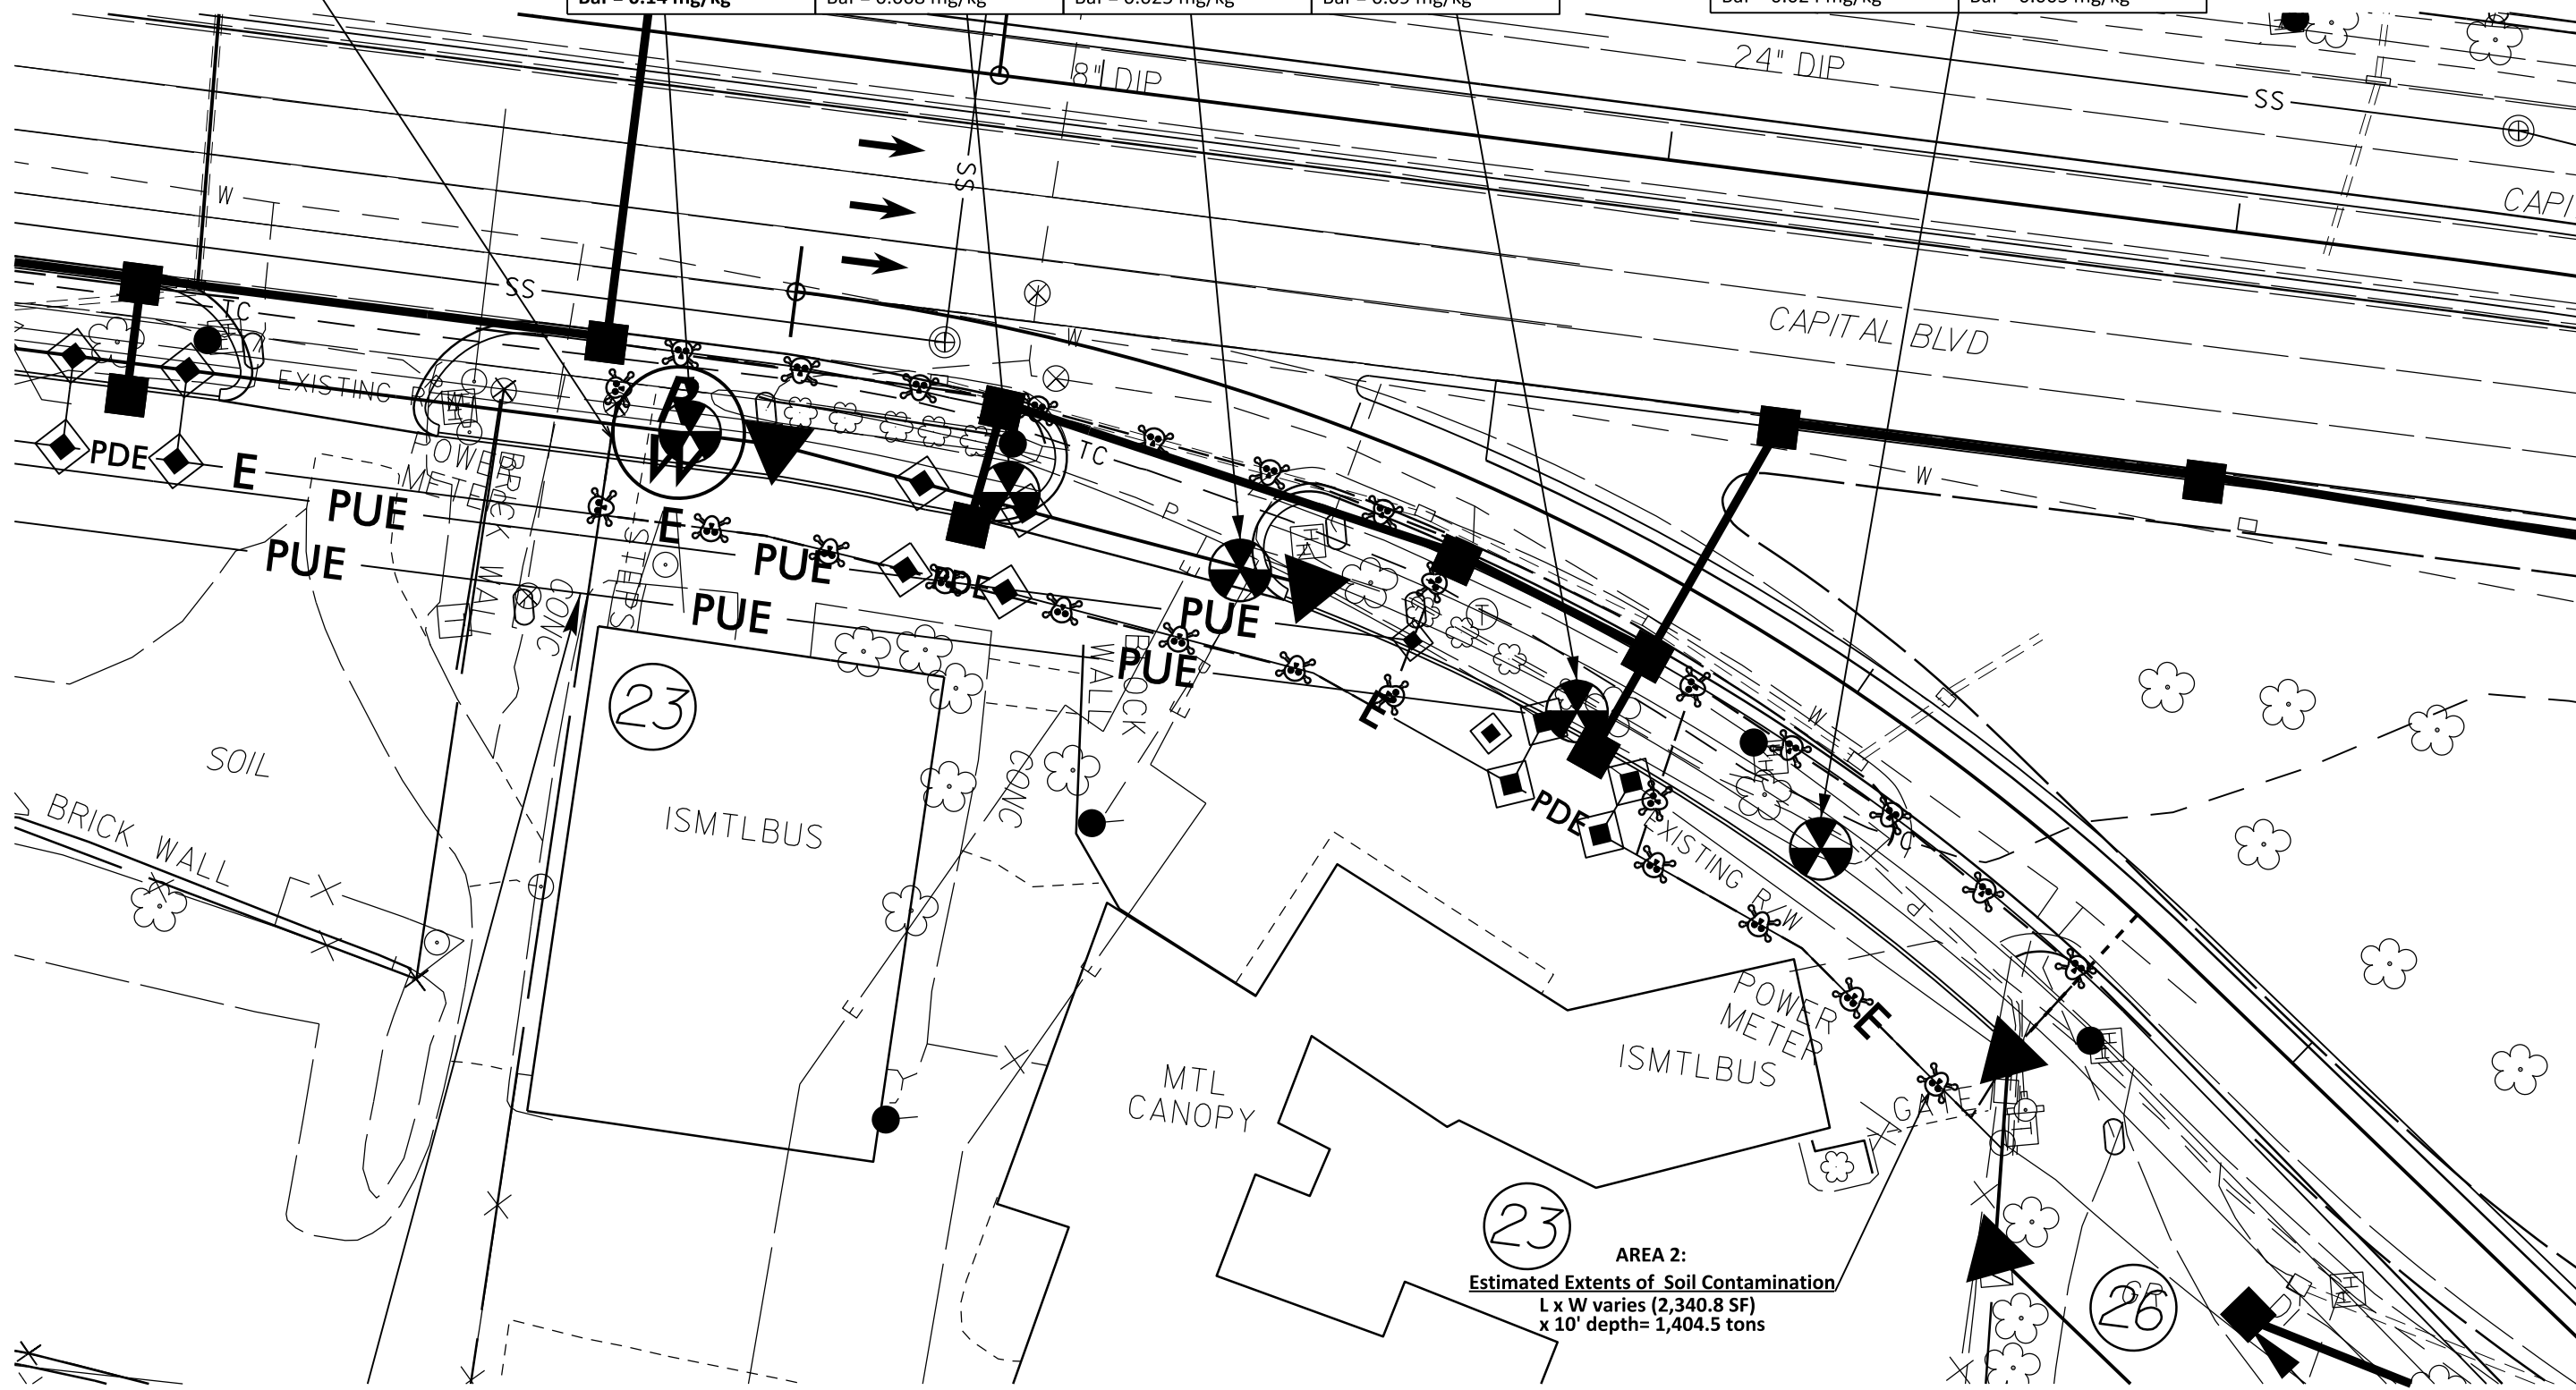 8" DIP
24" DIP
SS
W
SS
CAPI
SS
TC
W
CAPITAL BLVD
EXISTING R/W
R
W
PDE
E
POWER
METER
TC
W
PUE
BRICK WALL
E
P
PUE
STEPS
PUE
PDE
E
PUE
CONC
PUE
T
PUE
BLOCK
WALL
E
E
W
23
SOIL
CONC
ISMTLBUS
PDE
BRICK WALL
EXISTING R/W
TC
P
E
E
POWER
METER
E
ISMTLBUS
MTL
CANOPY
GATE
23
AREA 2:
Estimated Extents of Soil Contamination
L x W varies (2,340.8 SF)
x 10' depth= 1,404.5 tons
26